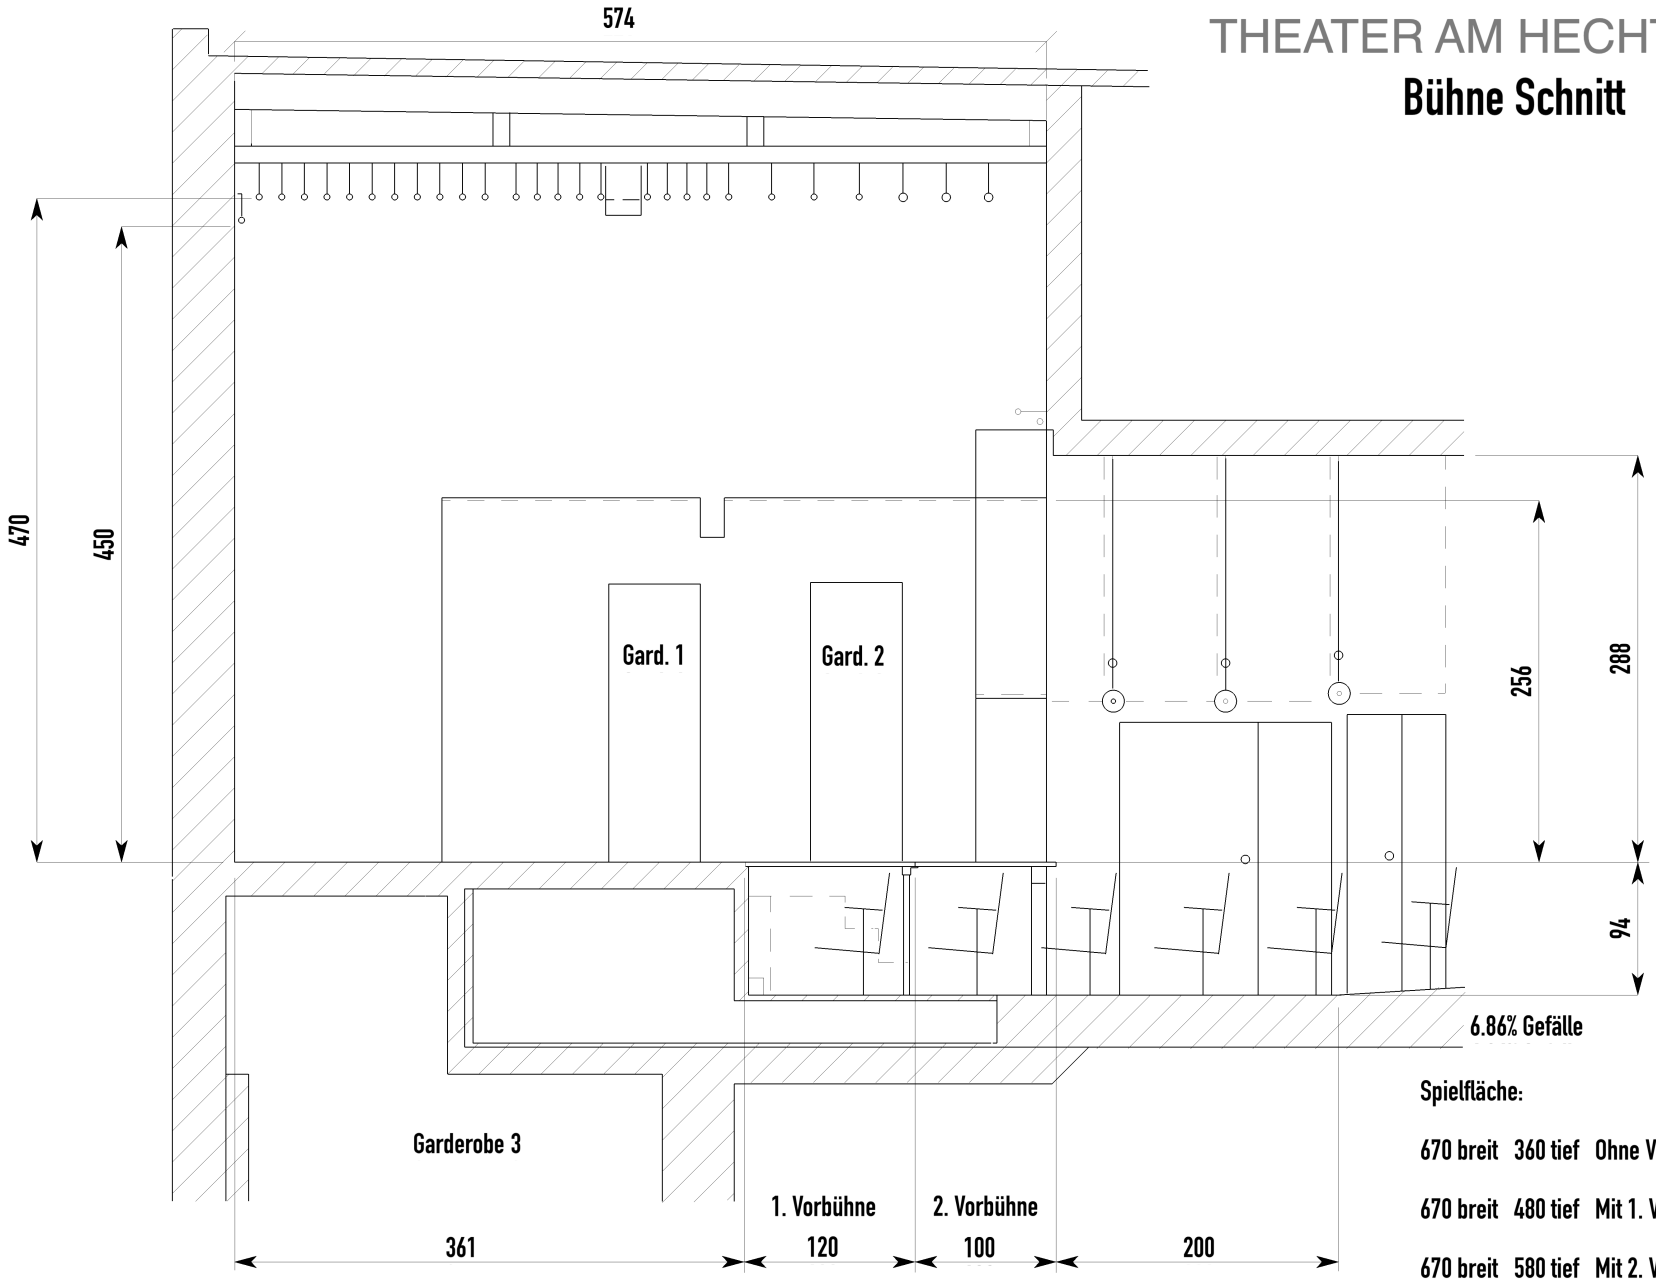 574
THEATER AM HECHT
Bühne Schnitt
470
450
Gard. 1
Gard. 2
256
288
94
6.86% Gefälle
Spielfläche:
Garderobe 3
670 breit 360 tief Ohne V
670 breit 480 tief Mit 1. V
670 breit 580 tief Mit 2. V
1. Vorbühne
2. Vorbühne
361
120
100
200